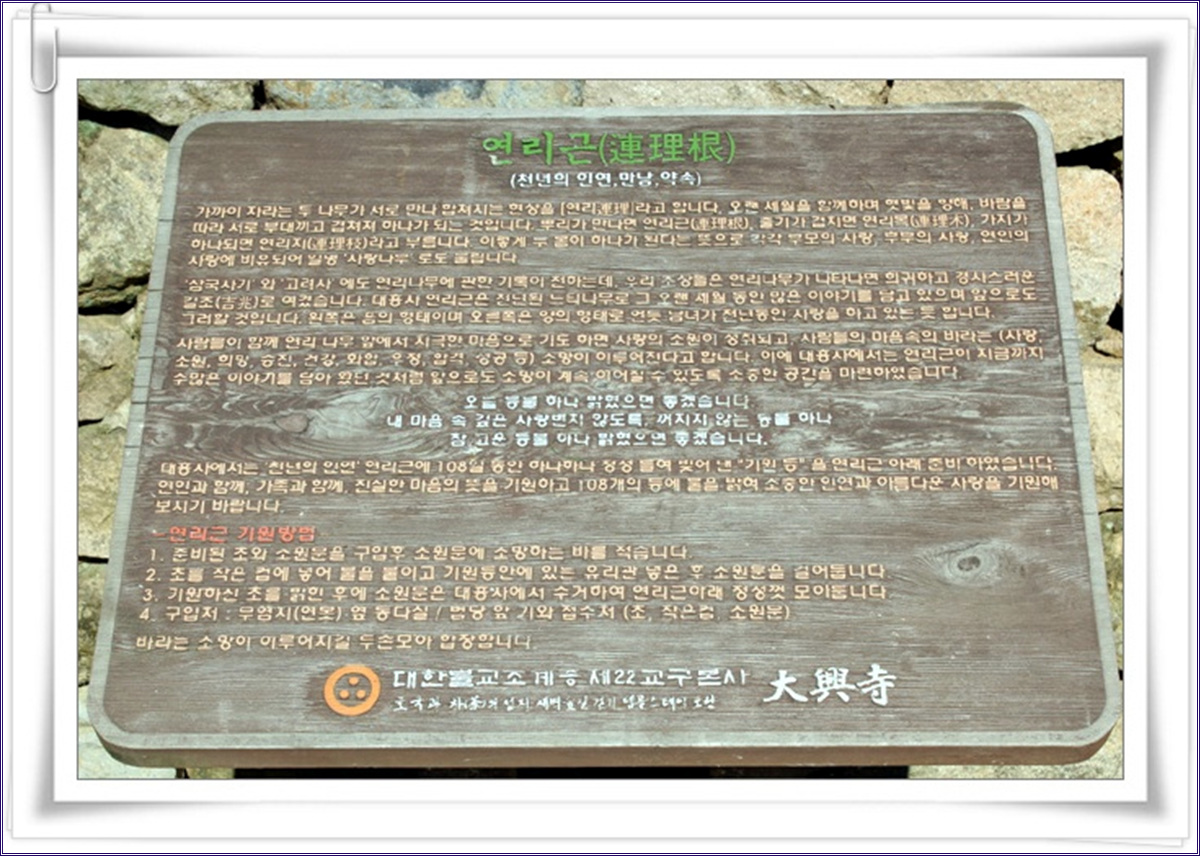 연리근(連理根)
(천년의 인연,만남,약속)
가까이 자라는 두 나무가 서로 만나 합쳐지는 현상을 [연리(連理)]라고 합니다. 오랜 세월을 함께하며 햇빛을 향해, 바람을
따라 서로 부대끼고 겹쳐져 하나가 되는 것입니다. 뿌리가 만나면 연리근(連理根), 줄기가 겹치면 연리목(連理木), 가지가
하나되면 연리지(連理枝)라고 부릅니다. 이렇게 두 몸이 하나가 된다는 뜻으로 각각 부모의 사랑, 부부의 사랑, 연인의
사랑에 비유되어 일명 '사랑나무' 로도 불립니다.
'삼국사기' 와 '고려사' 에도 연리나무에 관한 기록이 전하는데, 우리 조상들은 연리나무가 나타나면 희귀하고 경사스러운
길조(吉兆)로 여겼습니다. 대흥사 연리근은 천년된 느티나무로 그 오랜 세월 동안 많은 이야기를 담고 있으며 앞으로도
그러할 것입니다. 왼쪽은 음의 형태이며 오른쪽은 양의 형태로 언뜻 남녀가 천년동안 사랑을 하고 있는 듯 합니다.
사람들이 함께 연리 나무 앞에서 지극한 마음으로 기도 하면 사랑의 소원이 성취되고, 사람들의 마음속의 바라는 (사랑,
소원, 희망, 승진, 건강, 화합, 우정, 합격, 성공 등) 소망이 이루어진다고 합니다. 이에 대흥사에서는 연리근이 지금까지
수많은 이야기를 담아 왔던 것처럼 앞으로도 소망이 계속 이어질 수 있도록 소중한 공간을 마련하였습니다.
오늘 등불 하나 밝혔으면 좋겠습니다.
내 마음 속 깊은 사랑변치 않도록, 꺼지지 않는 등불 하나
참 고운 등불 하나 밝혔으면 좋겠습니다.
대흥사에서는 '천년의 인연' 연리근에 108일 동안 하나하나 정성 들여 빚어 낸 "기원 등" 을 연리근 아래 준비 하였습니다.
연인과 함께, 가족과 함께, 진실한 마음의 뜻을 기원하고 108개의 등에 불을 밝혀 소중한 인연과 아름다운 사랑을 기원해
보시기 바랍니다.
- 연리근 기원방법
1. 준비된 초와 소원문을 구입후 소원문에 소망하는 바를 적습니다.
2. 초를 작은 컵에 넣어 불을 붙이고 기원등안에 있는 유리관 넣은 후 소원문을 걸어둡니다.
3. 기원하신 초를 밝힌 후에 소원문은 대흥사에서 수거하여 연리근아래 정성껏 모아둡니다.
4. 구입처 : 무염지(연못) 옆 동다실 / 법당 앞 기와 접수처 (초, 작은컵, 소원문)
바라는 소망이 이루어지길 두손모아 합장합니다.
대한불교조계종 제22교구본사 大興寺